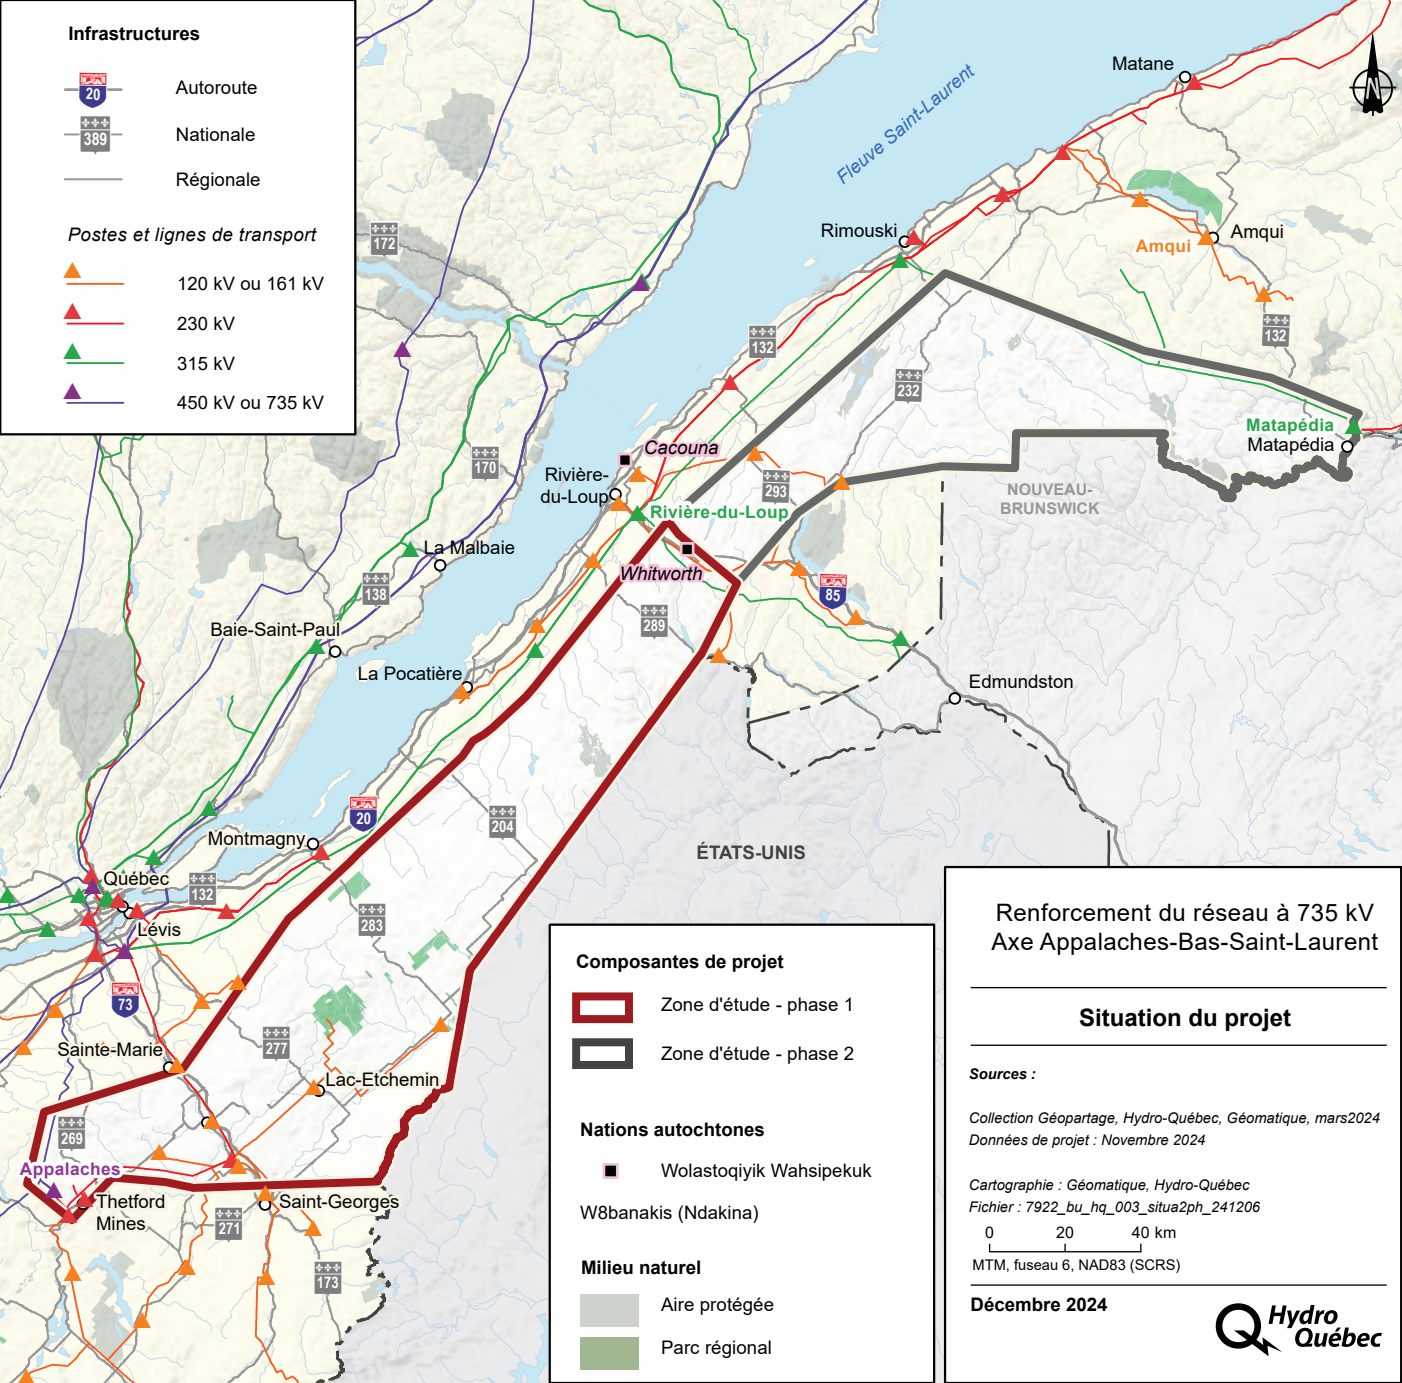 Infrastructures
20
Autoroute
389
Nationale
Régionale
Postes et lignes de transport
120 kV ou 161 kV
230 kV
315 kV
450 kV ou 735 kV
Matane
Fleuve Saint-Laurent
172
Rimouski
Amqui
Amqui
132
132
232
Matapédia
Matapédia
Cacouna
170
Rivière-
du-Loup
293
NOUVEAU-
BRUNSWICK
Rivière-du-Loup
La Malbaie
Whitworth
138
85
289
Baie-Saint-Paul
La Pocatière
Edmundston
20
204
Montmagny
ÉTATS-UNIS
Québec
132
283
Lévis
73
277
Sainte-Marie
Lac-Etchemin
269
Appalaches
Thetford
Mines
Saint-Georges
271
173
Composantes de projet
Zone d'étude - phase 1
Zone d'étude - phase 2
Nations autochtones
Wolastoqiyik Wahsipekuk
W8banakis (Ndakina)
Milieu naturel
Aire protégée
Parc régional
Renforcement du réseau à 735 kV
Axe Appalaches-Bas-Saint-Laurent
Situation du projet
Sources :
Collection Géopartage, Hydro-Québec, Géomatique, mars2024
Données de projet : Novembre 2024
Cartographie : Géomatique, Hydro-Québec
Fichier : 7922_bu_hq_003_situa2ph_241206
0 20 40 km
MTM, fuseau 6, NAD83 (SCRS)
Décembre 2024
Hydro
Québec